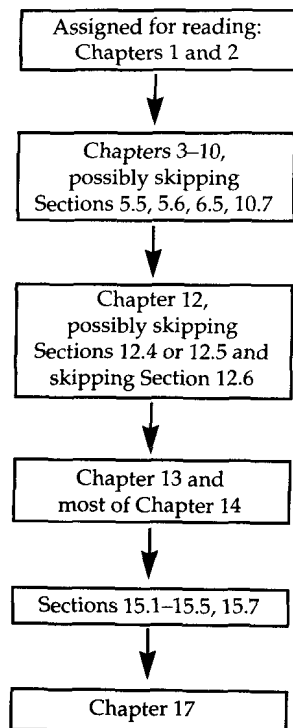 Assigned for reading:
Chapters 1 and 2
Chapters 3–10,
possibly skipping
Sections 5.5, 5.6, 6.5, 10.7
Chapter 12,
possibly skipping
Sections 12.4 or 12.5 and
skipping Section 12.6
Chapter 13 and
most of Chapter 14
Sections 15.1–15.5, 15.7
Chapter 17